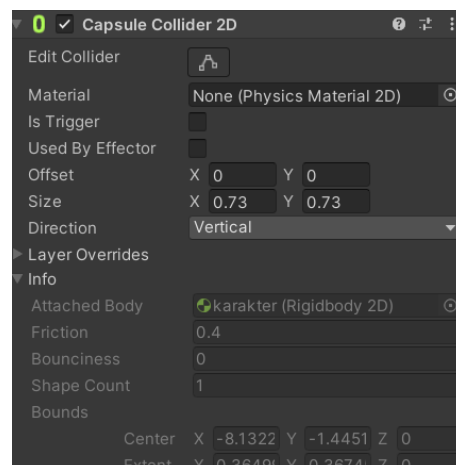 Capsule Collider 2D
Edit Collider
Material None (Physics Material 2D)
Is Trigger
Used By Effector
Offset X 0 Y 0
Size X 0.73 Y 0.73
Direction Vertical
Layer Overrides
Info
Attached Body karakter (Rigidbody 2D)
Friction 0.4
Bounciness 0
Shape Count 1
Bounds
Center X -8.1322 Y -1.4451 Z 0
Extent X Y Z 0